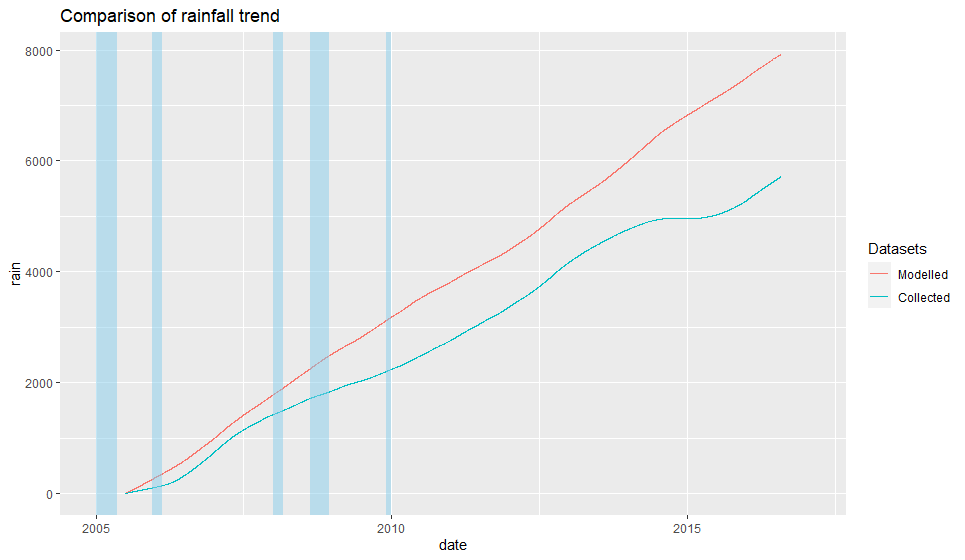 Comparison of rainfall trend
8000
6000
4000
2000
0
rain
2005
2010
2015
date
Datasets
Modelled
Collected